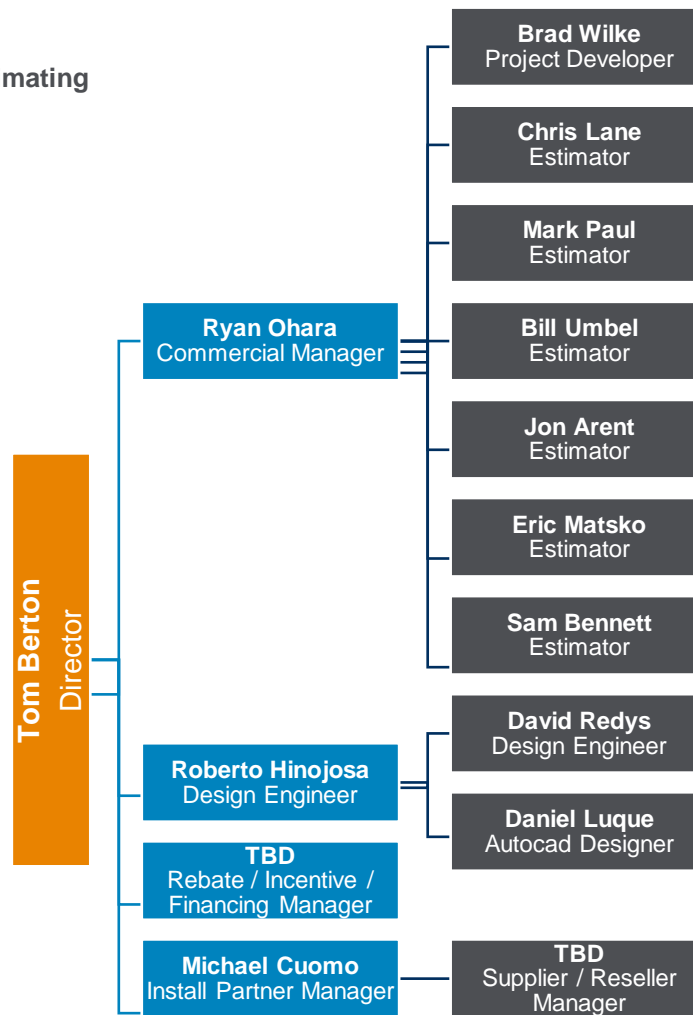 mating
Brad Wilke
Project Developer
Chris Lane
Estimator
Mark Paul
Estimator
Ryan Ohara
Commercial Manager
Bill Umbel
Estimator
Jon Arent
Estimator
Eric Matsko
Estimator
Sam Bennett
Estimator
Tom Berton
Director
David Redys
Design Engineer
Roberto Hinojosa
Design Engineer
Daniel Luque
Autocad Designer
TBD
Rebate / Incentive /
Financing Manager
Michael Cuomo
Install Partner Manager
TBD
Supplier / Reseller
Manager